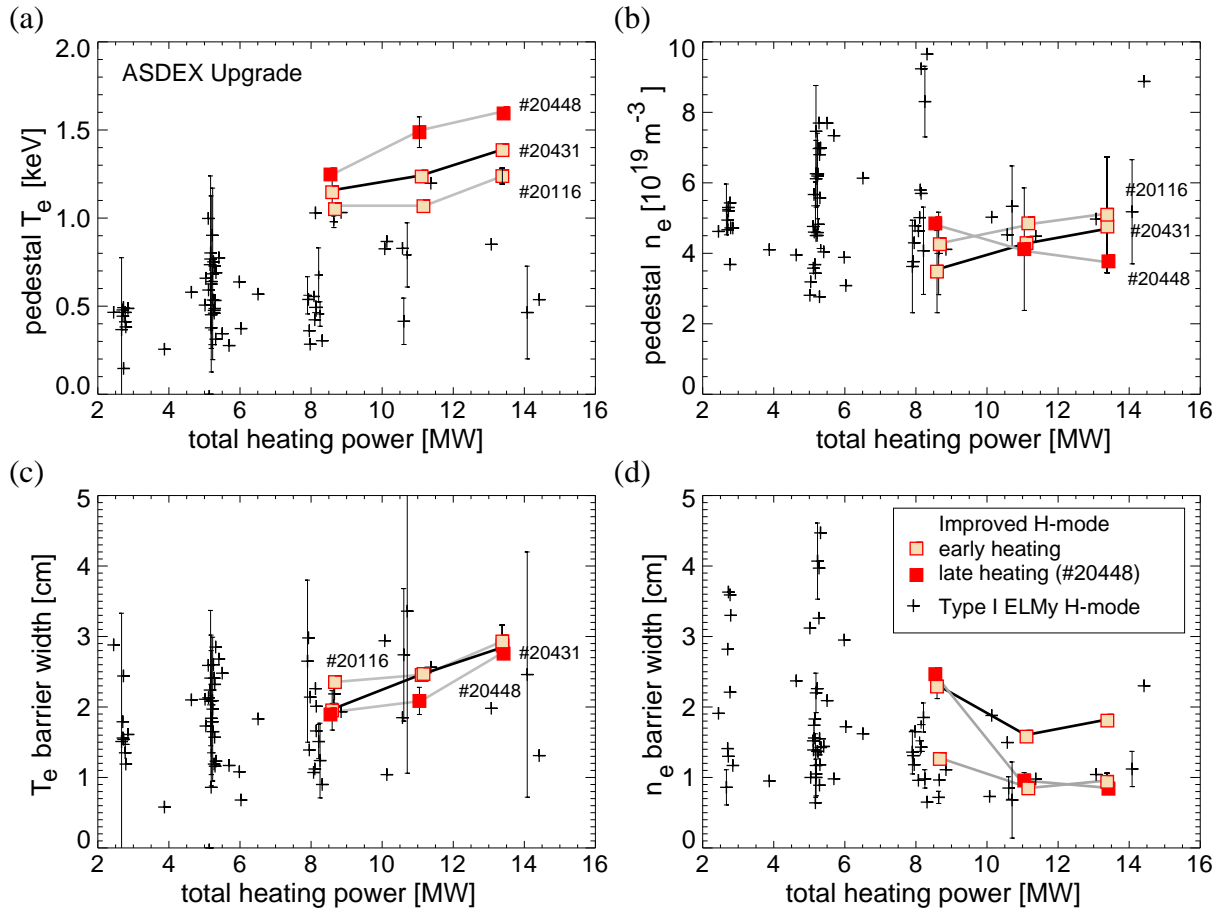 (a)
2.0
1.5
1.0
0.5
0.0
pedestal T_e [keV]
ASDEX Upgrade
#20448
#20431
#20116
2 4 6 8 10 12 14 16
total heating power [MW]
(b)
10
8
6
4
2
0
pedestal n_e [10^19 m^-3]
#20116
#20431
#20448
2 4 6 8 10 12 14 16
total heating power [MW]
(c)
5
4
3
2
1
0
T_e barrier width [cm]
#20116
#20431
#20448
2 4 6 8 10 12 14 16
total heating power [MW]
(d)
5
4
3
2
1
0
n_e barrier width [cm]
Improved H-mode
early heating
late heating (#20448)
Type I ELMy H-mode
2 4 6 8 10 12 14 16
total heating power [MW]